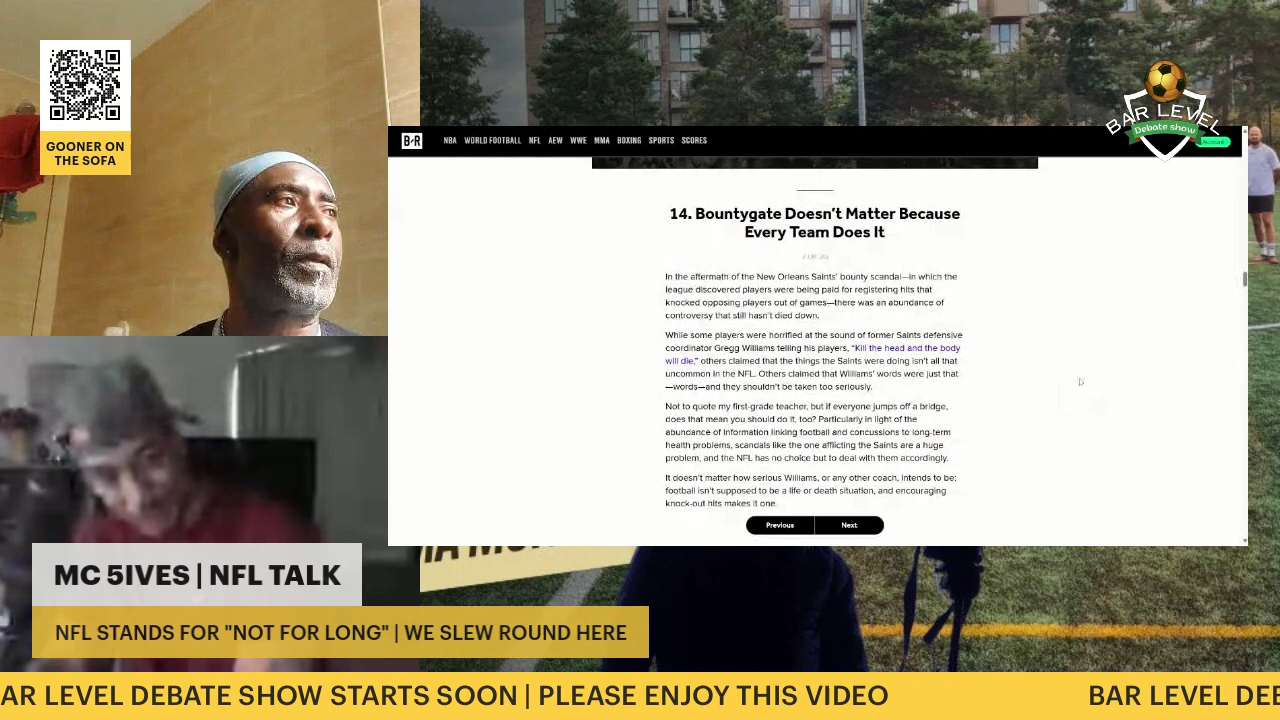 GOONER ON
THE SOFA
BAR LEVEL
Debate show
B/R
NBA WORLD FOOTBALL NFL AEW WWE MMA BOXING SPORTS SCORES
14. Bountygate Doesn't Matter Because
Every Team Does It
In the aftermath of the New Orleans Saints' bounty scandal—in which the
league discovered players were being paid for registering hits that
knocked opposing players out of games—there was an abundance of
controversy that still hasn't died down.
While some players were horrified at the sound of former Saints defensive
coordinator Gregg Williams telling his players, "Kill the head and the body
will die," others claimed that the things the Saints were doing isn't all that
uncommon in the NFL. Others claimed that Williams' words were just that
—words—and they shouldn't be taken too seriously.
Not to quote my first-grade teacher, but if everyone jumps off a bridge,
does that mean you should do it, too? Particularly in light of the
abundance of information linking football and concussions to long-term
health problems, scandals like the one afflicting the Saints are a huge
problem, and the NFL has no choice but to deal with them accordingly.
It doesn't matter how serious Williams, or any other coach, intends to be;
football isn't supposed to be a life or death situation, and encouraging
knock-out hits makes it one.
Previous Next
MC 5IVES | NFL TALK
NFL STANDS FOR "NOT FOR LONG" | WE SLEW ROUND HERE
AR LEVEL DEBATE SHOW STARTS SOON | PLEASE ENJOY THIS VIDEO BAR LEVEL DEB